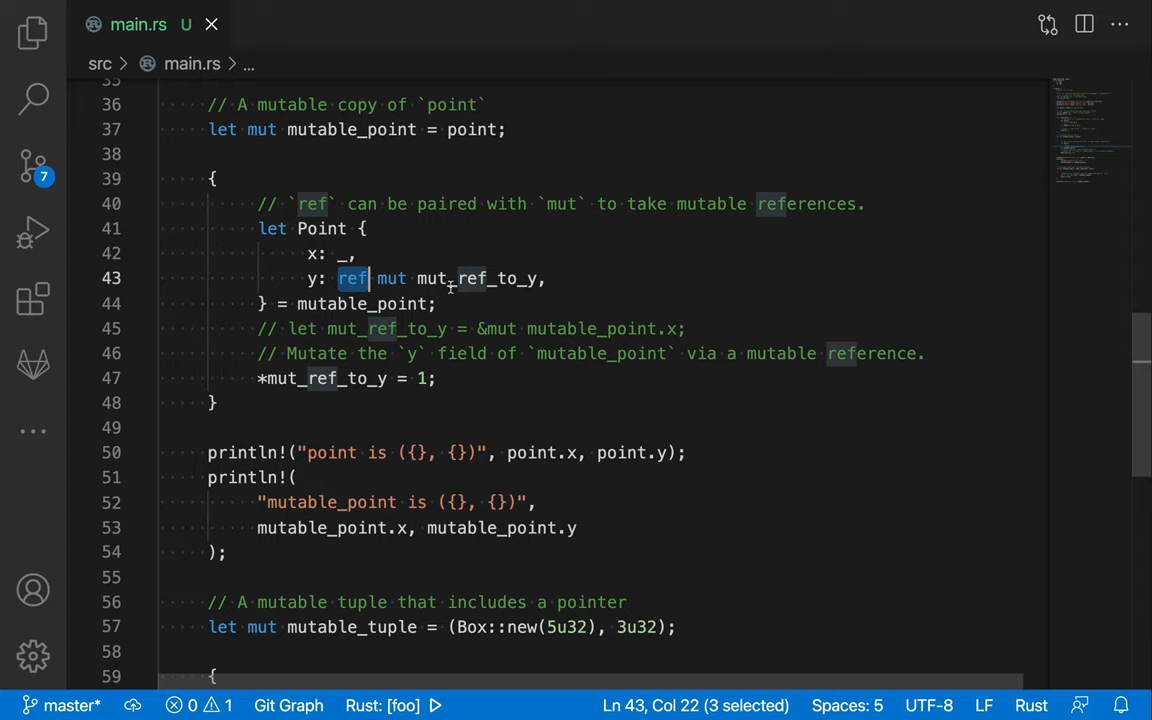 main.rs U
src > main.rs > ...
35
36 // A mutable copy of `point`
37 let mut mutable_point = point;
38
39 {
40 // `ref` can be paired with `mut` to take mutable references.
41 let Point {
42 x: _,
43 y: ref mut mut_ref_to_y,
44 } = mutable_point;
45 // let mut_ref_to_y = &mut mutable_point.x;
46 // Mutate the `y` field of `mutable_point` via a mutable reference.
47 *mut_ref_to_y = 1;
48 }
49
50 println!("point is ({}, {})", point.x, point.y);
51 println!(
52 "mutable_point is ({}, {})",
53 mutable_point.x, mutable_point.y
54 );
55
56 // A mutable tuple that includes a pointer
57 let mut mutable_tuple = (Box::new(5u32), 3u32);
58
59 {
7
master* 0 1 Git Graph Rust: [foo] Ln 43, Col 22 (3 selected) Spaces: 5 UTF-8 LF Rust